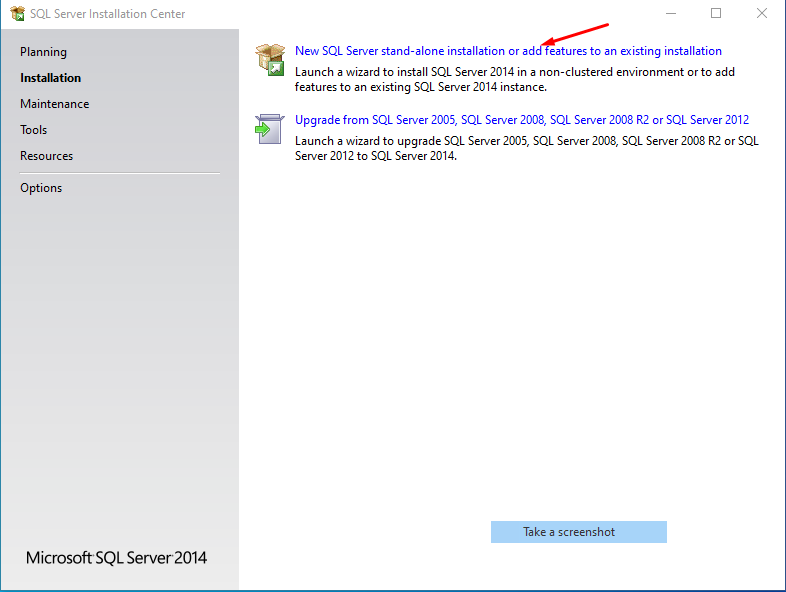 SQL Server Installation Center
Planning
Installation
Maintenance
Tools
Resources
Options
New SQL Server stand-alone installation or add features to an existing installation
Launch a wizard to install SQL Server 2014 in a non-clustered environment or to add
features to an existing SQL Server 2014 instance.
Upgrade from SQL Server 2005, SQL Server 2008, SQL Server 2008 R2 or SQL Server 2012
Launch a wizard to upgrade SQL Server 2005, SQL Server 2008, SQL Server 2008 R2 or SQL
Server 2012 to SQL Server 2014.
Take a screenshot
Microsoft SQL Server 2014